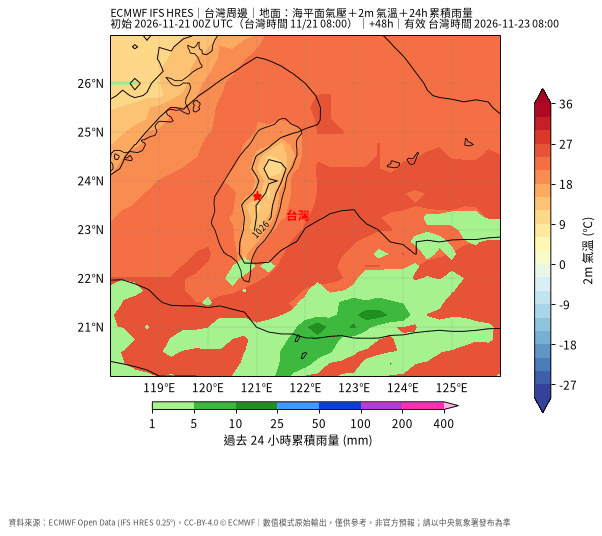 ECMWF IFS HRES｜台灣周邊｜地面：海平面氣壓＋2m 氣溫＋24h 累積雨量
初始 2026-11-21 00Z UTC（台灣時間 11/21 08:00）｜+48h｜有效 台灣時間 2026-11-23 08:00
26°N
25°N
24°N
23°N
22°N
21°N
台灣
1026
119°E 120°E 121°E 122°E 123°E 124°E 125°E
36
27
18
9
0
-9
-18
-27
2m 氣溫 (°C)
1 5 10 25 50 100 200 400
過去 24 小時累積雨量 (mm)
資料來源：ECMWF Open Data (IFS HRES 0.25°)，CC-BY-4.0 © ECMWF｜數值模式原始輸出，僅供參考，非官方預報；請以中央氣象署發布為準